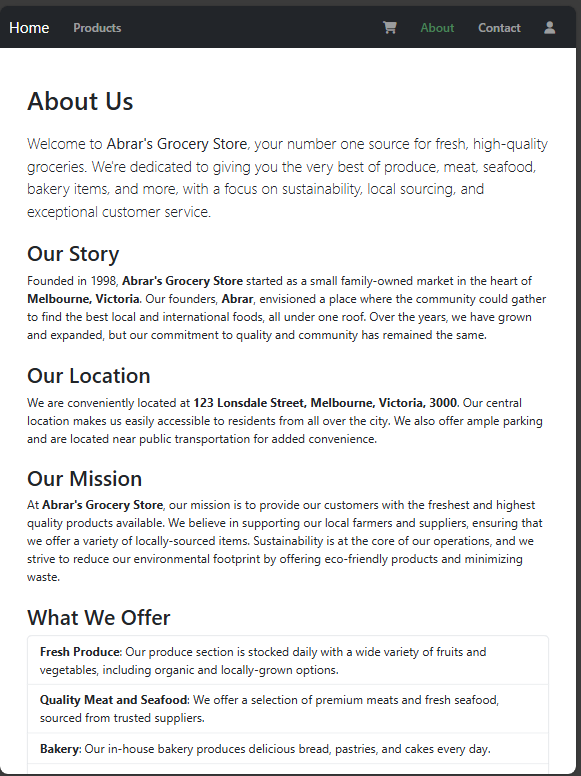 Home Products About Contact
About Us
Welcome to Abrar's Grocery Store, your number one source for fresh, high-quality
groceries. We're dedicated to giving you the very best of produce, meat, seafood,
bakery items, and more, with a focus on sustainability, local sourcing, and
exceptional customer service.
Our Story
Founded in 1998, Abrar's Grocery Store started as a small family-owned market in the heart of
Melbourne, Victoria. Our founders, Abrar, envisioned a place where the community could gather
to find the best local and international foods, all under one roof. Over the years, we have grown
and expanded, but our commitment to quality and community has remained the same.
Our Location
We are conveniently located at 123 Lonsdale Street, Melbourne, Victoria, 3000. Our central
location makes us easily accessible to residents from all over the city. We also offer ample parking
and are located near public transportation for added convenience.
Our Mission
At Abrar's Grocery Store, our mission is to provide our customers with the freshest and highest
quality products available. We believe in supporting our local farmers and suppliers, ensuring that
we offer a variety of locally-sourced items. Sustainability is at the core of our operations, and we
strive to reduce our environmental footprint by offering eco-friendly products and minimizing
waste.
What We Offer
Fresh Produce: Our produce section is stocked daily with a wide variety of fruits and
vegetables, including organic and locally-grown options.
Quality Meat and Seafood: We offer a selection of premium meats and fresh seafood,
sourced from trusted suppliers.
Bakery: Our in-house bakery produces delicious bread, pastries, and cakes every day.